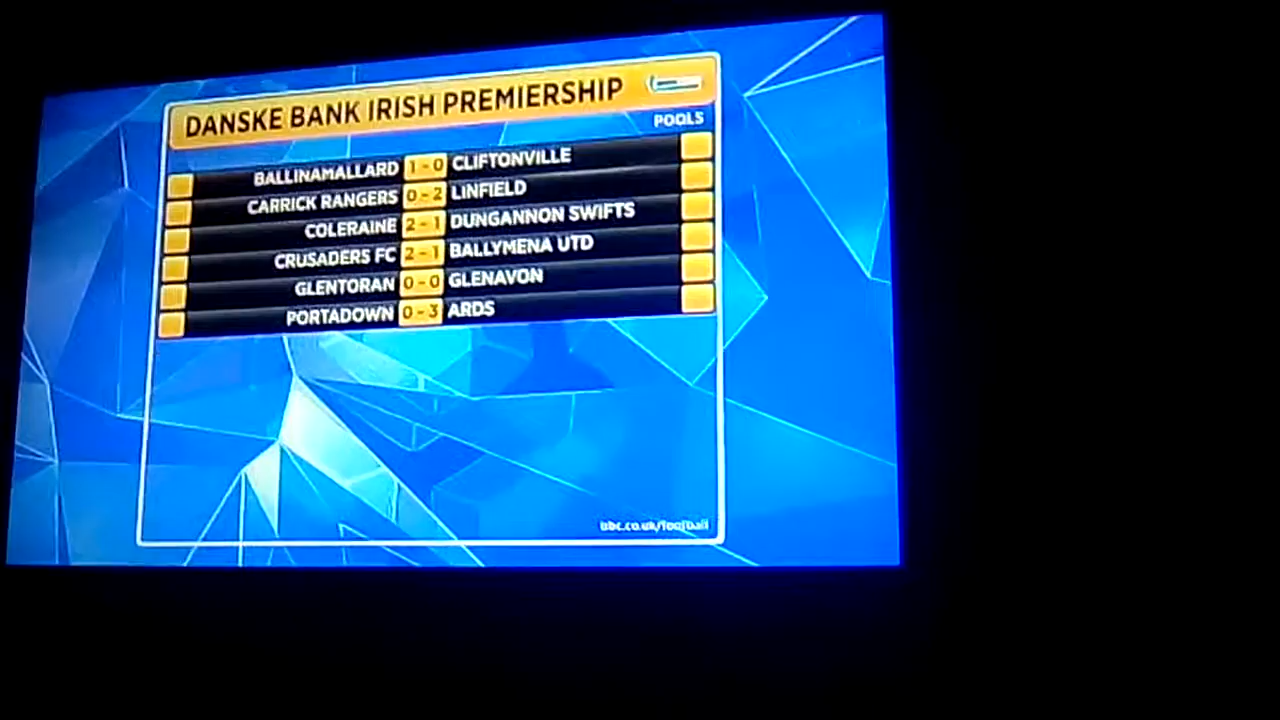 DANSKE BANK IRISH PREMIERSHIP
POOLS
BALLINAMALLARD 1 - 0 CLIFTONVILLE
CARRICK RANGERS 0 - 2 LINFIELD
COLERAINE 2 - 1 DUNGANNON SWIFTS
CRUSADERS FC 2 - 1 BALLYMENA UTD
GLENTORAN 0 - 0 GLENAVON
PORTADOWN 0 - 3 ARDS
bbc.co.uk/football